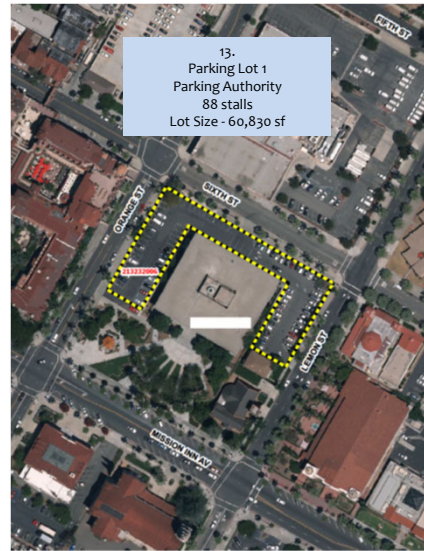 FIFTH ST
13.
Parking Lot 1
Parking Authority
88 stalls
Lot Size - 60,830 sf
ORANGE ST
SIXTH ST
213232006
LEMON ST
MISSION INN AV